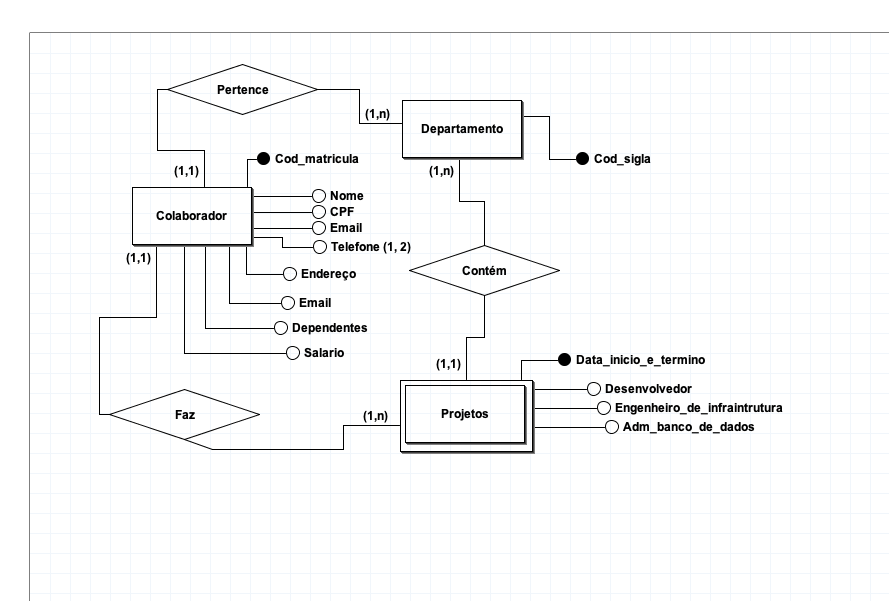 Pertence
(1,n)
Departamento
Cod_sigla
(1,n)
(1,1)
Cod_matricula
Colaborador
Nome
CPF
Email
Telefone (1, 2)
(1,1)
Endereço
Contém
Email
Dependentes
Salario
(1,1)
Data_inicio_e_termino
Desenvolvedor
Engenheiro_de_infraintrutura
Adm_banco_de_dados
Projetos
Faz
(1,n)